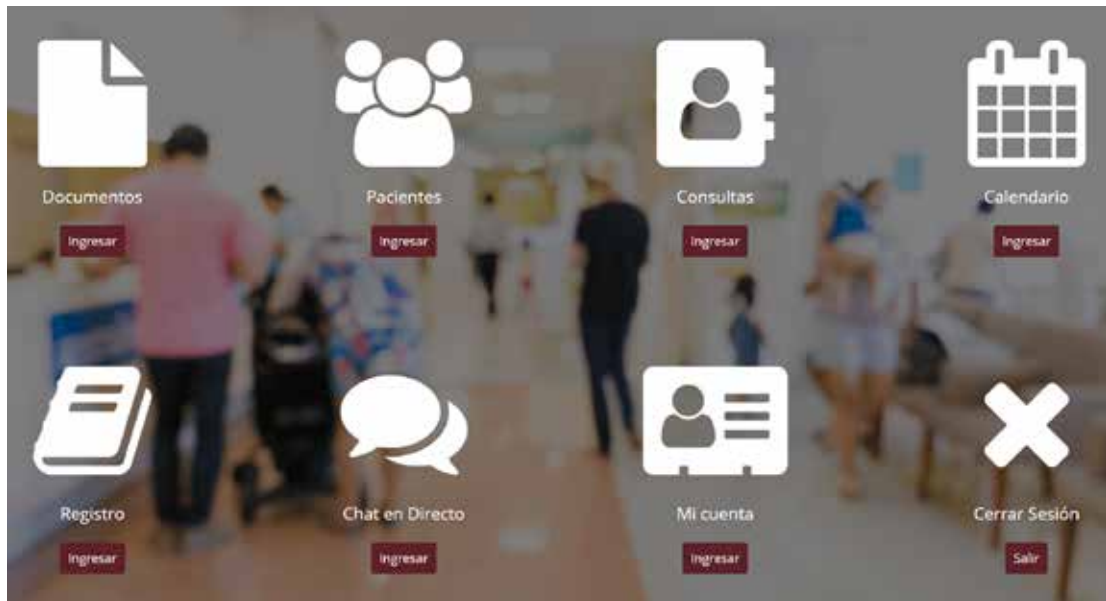 Documentos
Pacientes
Consultas
Calendario
Ingresar
Ingresar
Ingresar
Ingresar
Registro
Chat en Directo
Mi cuenta
Cerrar Sesión
Ingresar
Ingresar
Ingresar
Salir